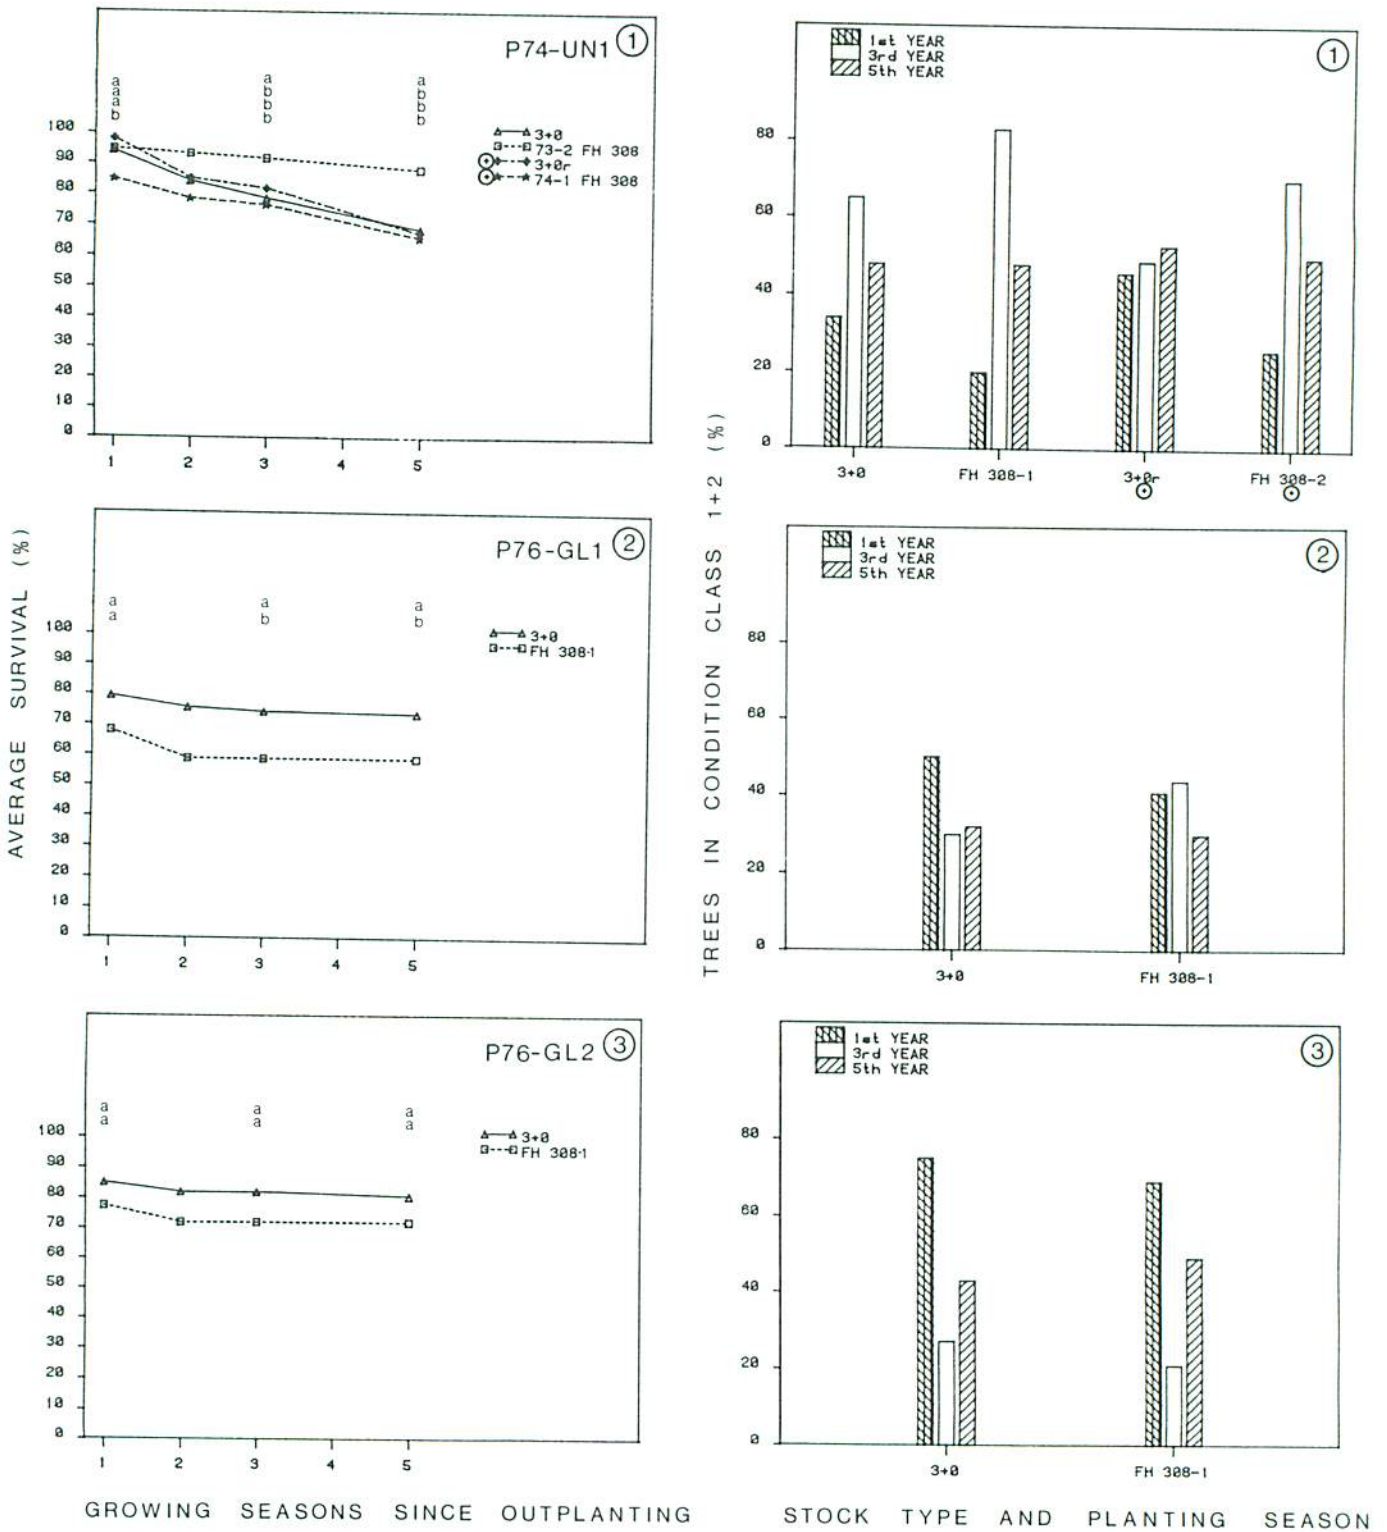 P74-UN1 1
a a a b
a b b b
a b b b
3+0
73-2 FH 308
3+0r
74-1 FH 308
100
90
80
70
60
50
40
30
20
10
0
1 2 3 4 5
1st YEAR
3rd YEAR
5th YEAR
1
80
60
40
20
0
3+0 FH 308-1 3+0r FH 308-2
AVERAGE SURVIVAL (%)
P76-GL1 2
a a
a b
a b
3+0
FH 308-1
100
90
80
70
60
50
40
30
20
10
0
1 2 3 4 5
TREES IN CONDITION CLASS 1+2 (%)
1st YEAR
3rd YEAR
5th YEAR
2
80
60
40
20
0
3+0 FH 308-1
P76-GL2 3
a a
a a
a a
3+0
FH 308-1
100
90
80
70
60
50
40
30
20
10
0
1 2 3 4 5
GROWING SEASONS SINCE OUTPLANTING
1st YEAR
3rd YEAR
5th YEAR
3
80
60
40
20
0
3+0 FH 308-1
STOCK TYPE AND PLANTING SEASON